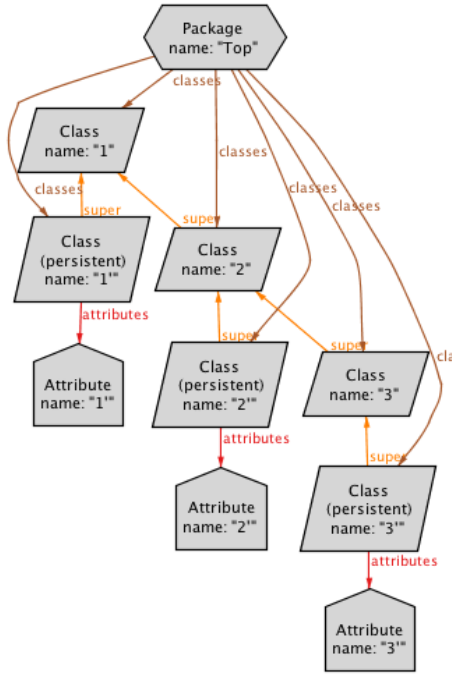 Package
name: "Top"
classes
Class
name: "1"
classes
classes
super
classes
classes
super
Class
(persistent)
name: "1'"
Class
name: "2"
attributes
super
super
cla
Attribute
name: "1'"
Class
(persistent)
name: "2'"
Class
name: "3"
attributes
super
Attribute
name: "2'"
Class
(persistent)
name: "3'"
attributes
Attribute
name: "3'"